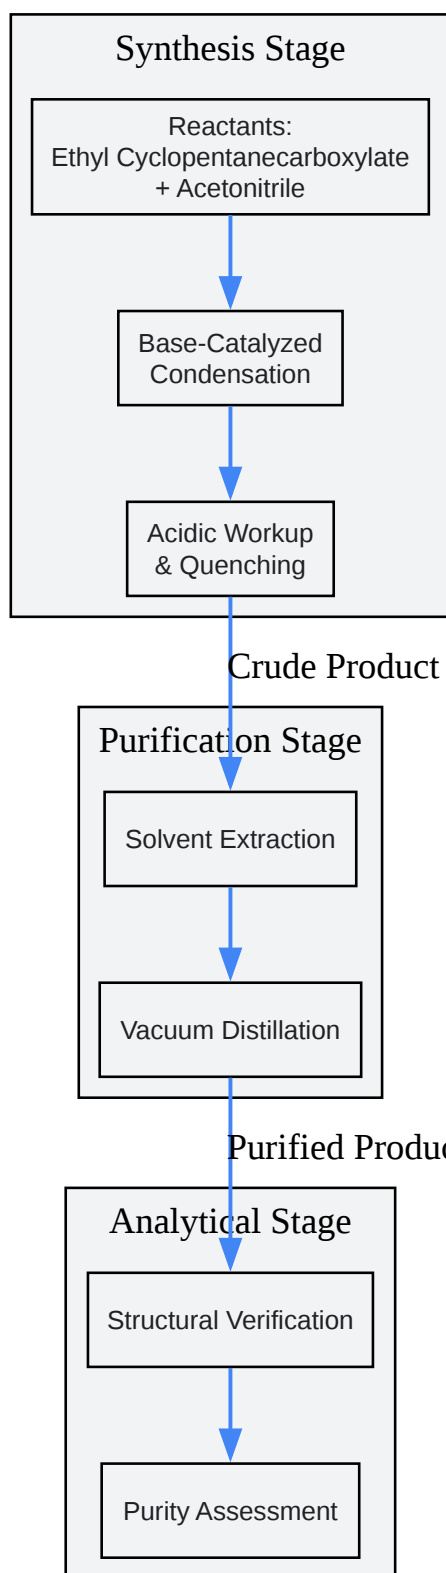 Synthesis Stage
Reactants:
Ethyl Cyclopentanecarboxylate
+ Acetonitrile
Base-Catalyzed
Condensation
Acidic Workup
& Quenching
Crude Product
Purification Stage
Solvent Extraction
Vacuum Distillation
Purified Produc
Analytical Stage
Structural Verification
Purity Assessment